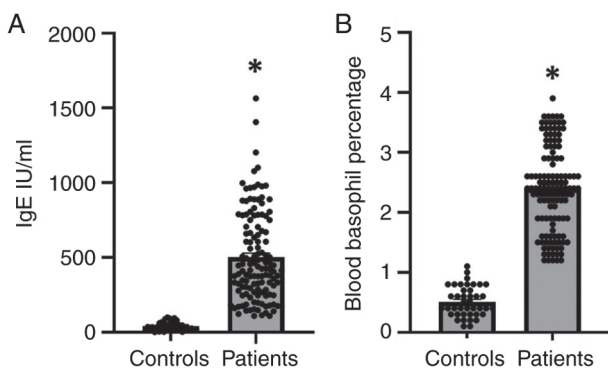 A
IgE IU/ml
2000
1500
1000
500
0
*
Controls Patients
B
Blood basophil percentage
5
4
3
2
1
0
*
Controls Patients